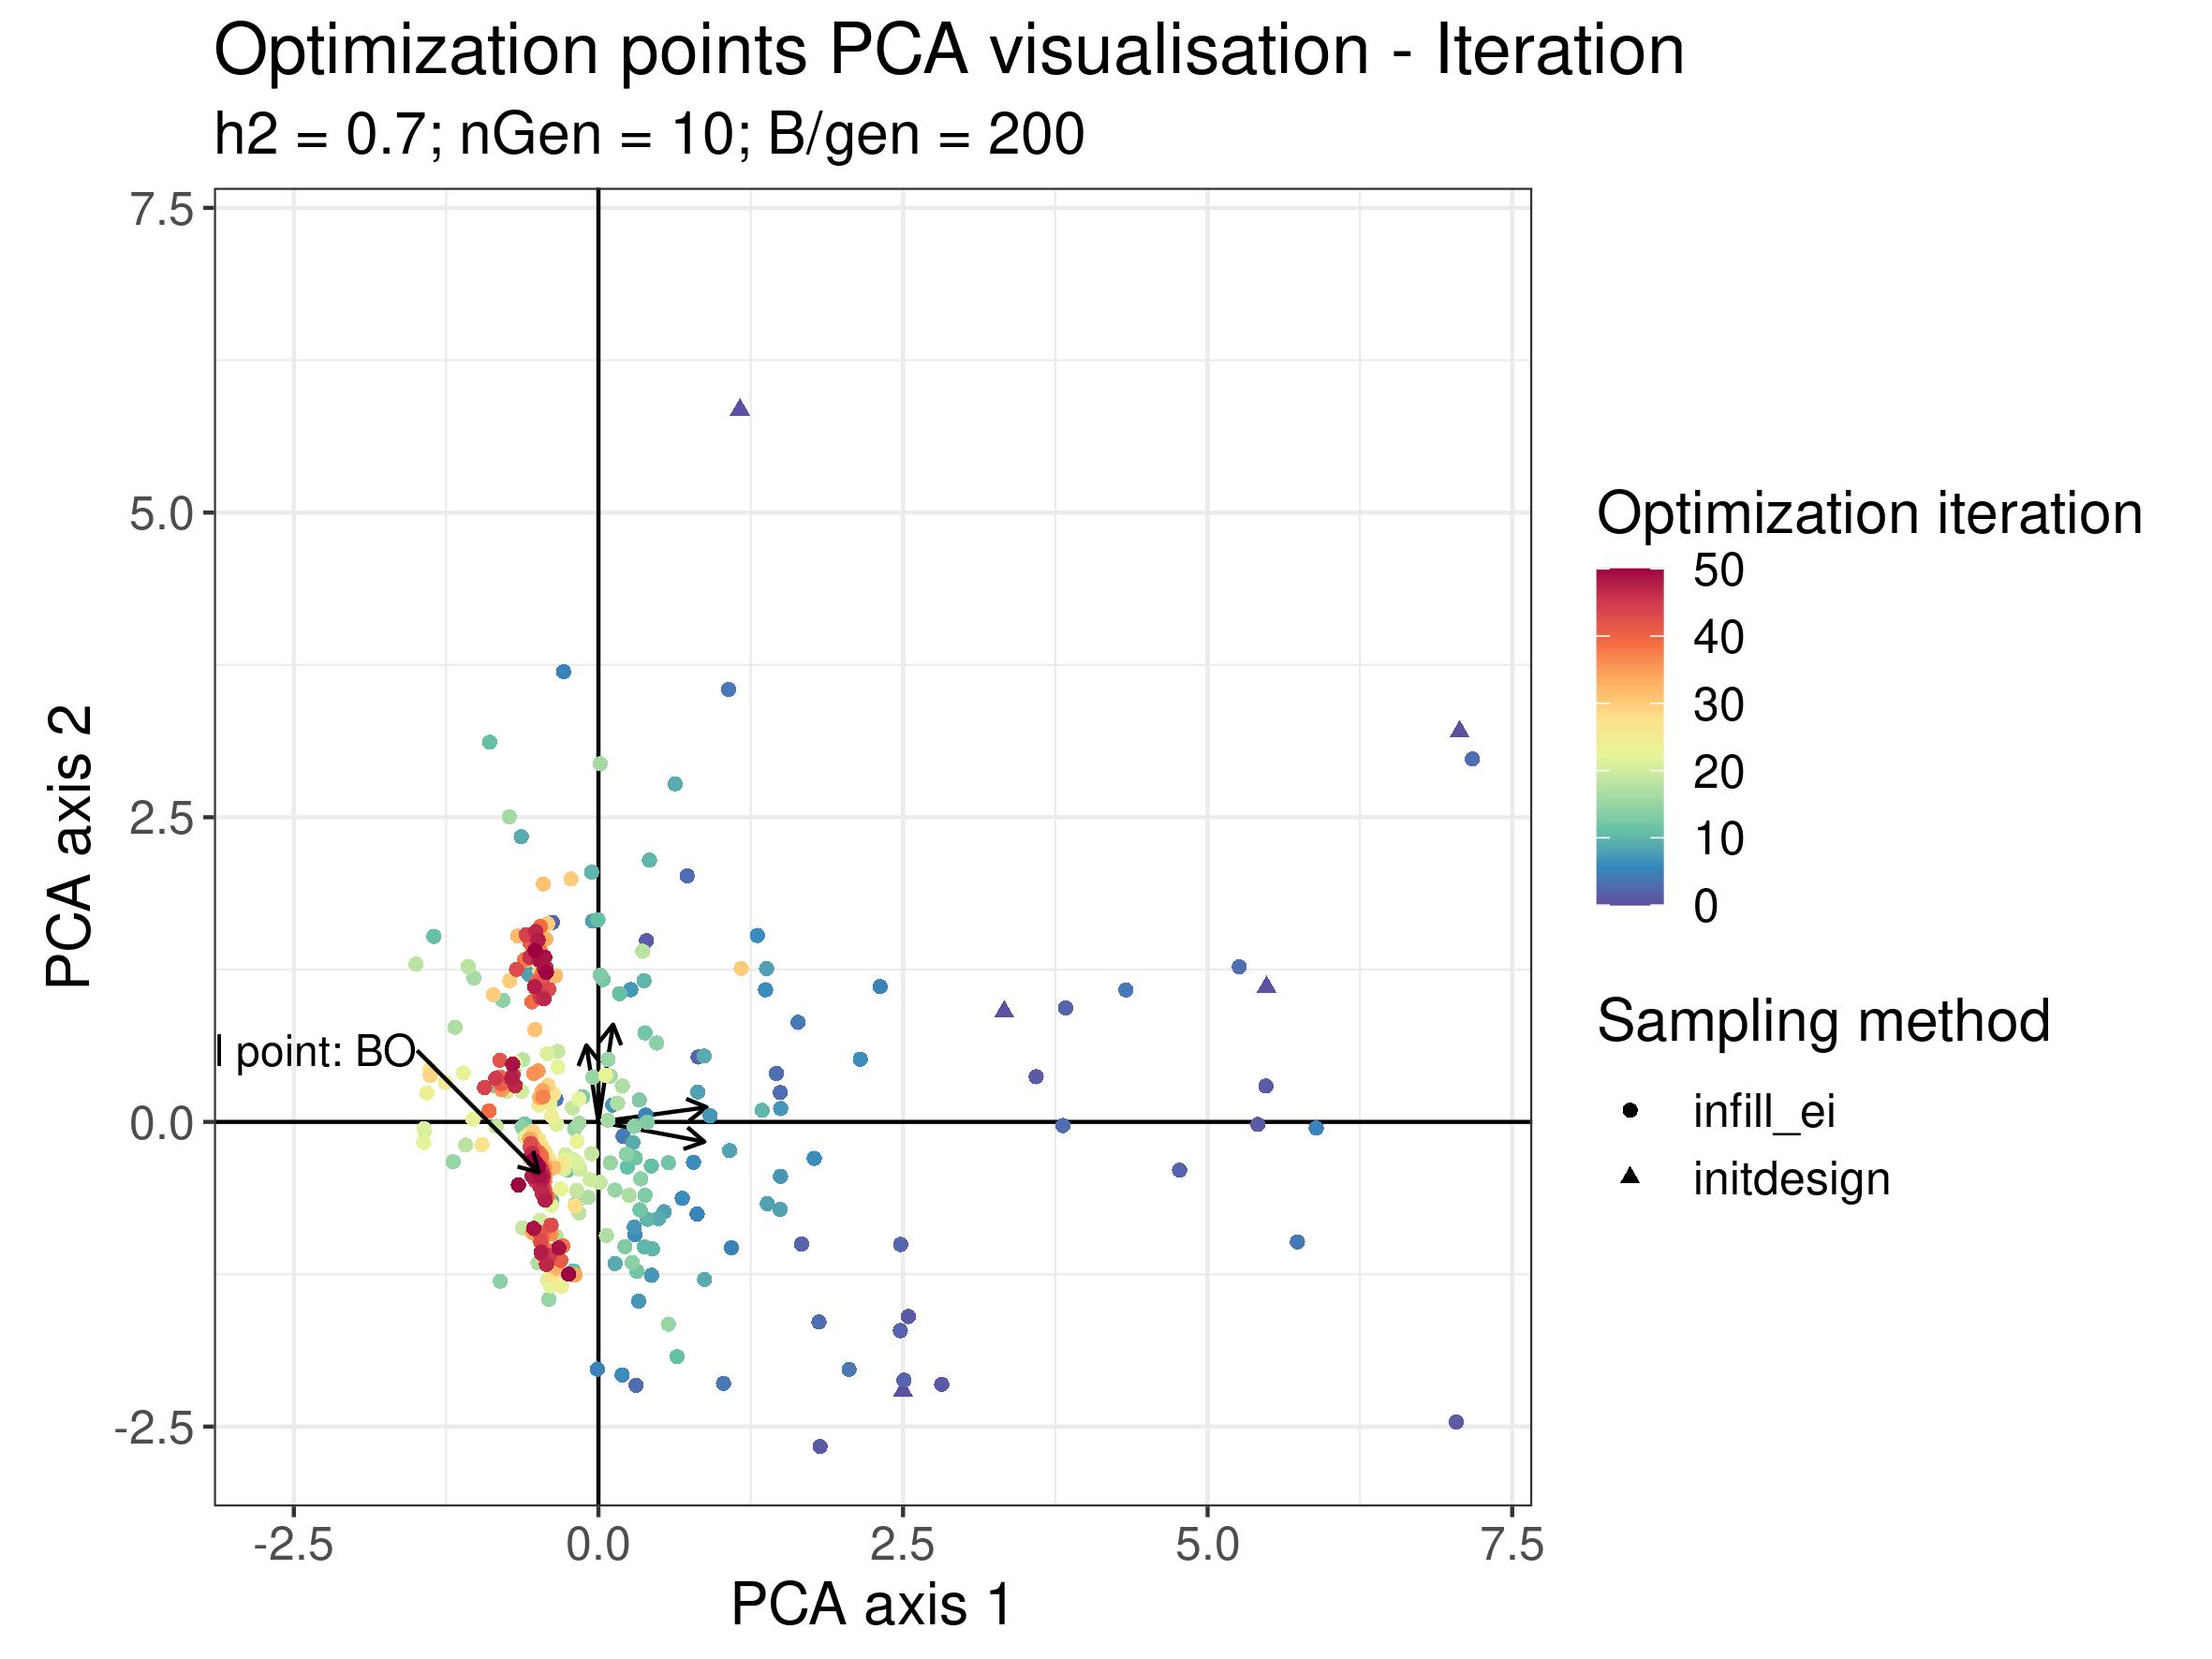 Optimization points PCA visualisation - Iteration
h2 = 0.7; nGen = 10; B/gen = 200
7.5
5.0
2.5
0.0
-2.5
PCA axis 2
point: BO
-2.5
0.0
2.5
5.0
7.5
PCA axis 1
Optimization iteration
50
40
30
20
10
0
Sampling method
infill_ei
initdesign